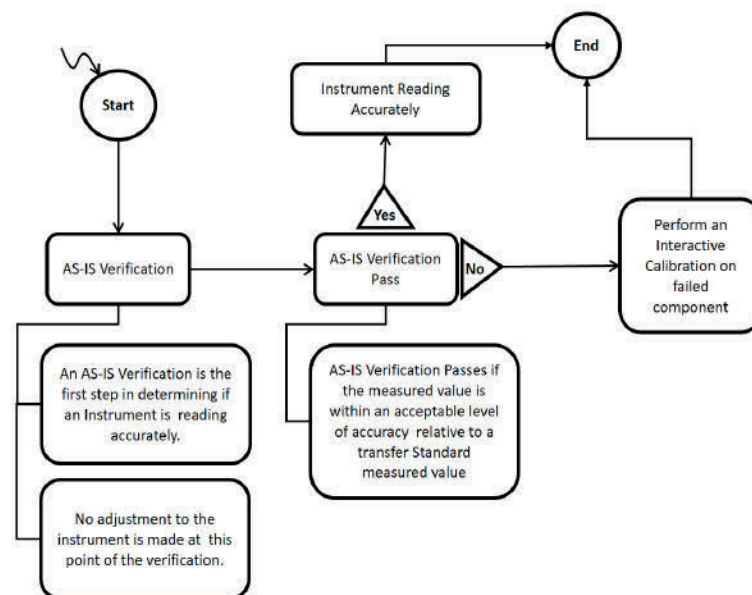 End
Instrument Reading
Accurately
Start
Yes
AS-IS Verification
AS-IS Verification
Pass
No
Perform an
Interactive
Calibration on
failed
component
An AS-IS Verification is the
first step in determining if
an Instrument is reading
accurately.
AS-IS Verification Passes if
the measured value is
within an acceptable level
of accuracy relative to a
transfer Standard
measured value
No adjustment to the
instrument is made at this
point of the verification.